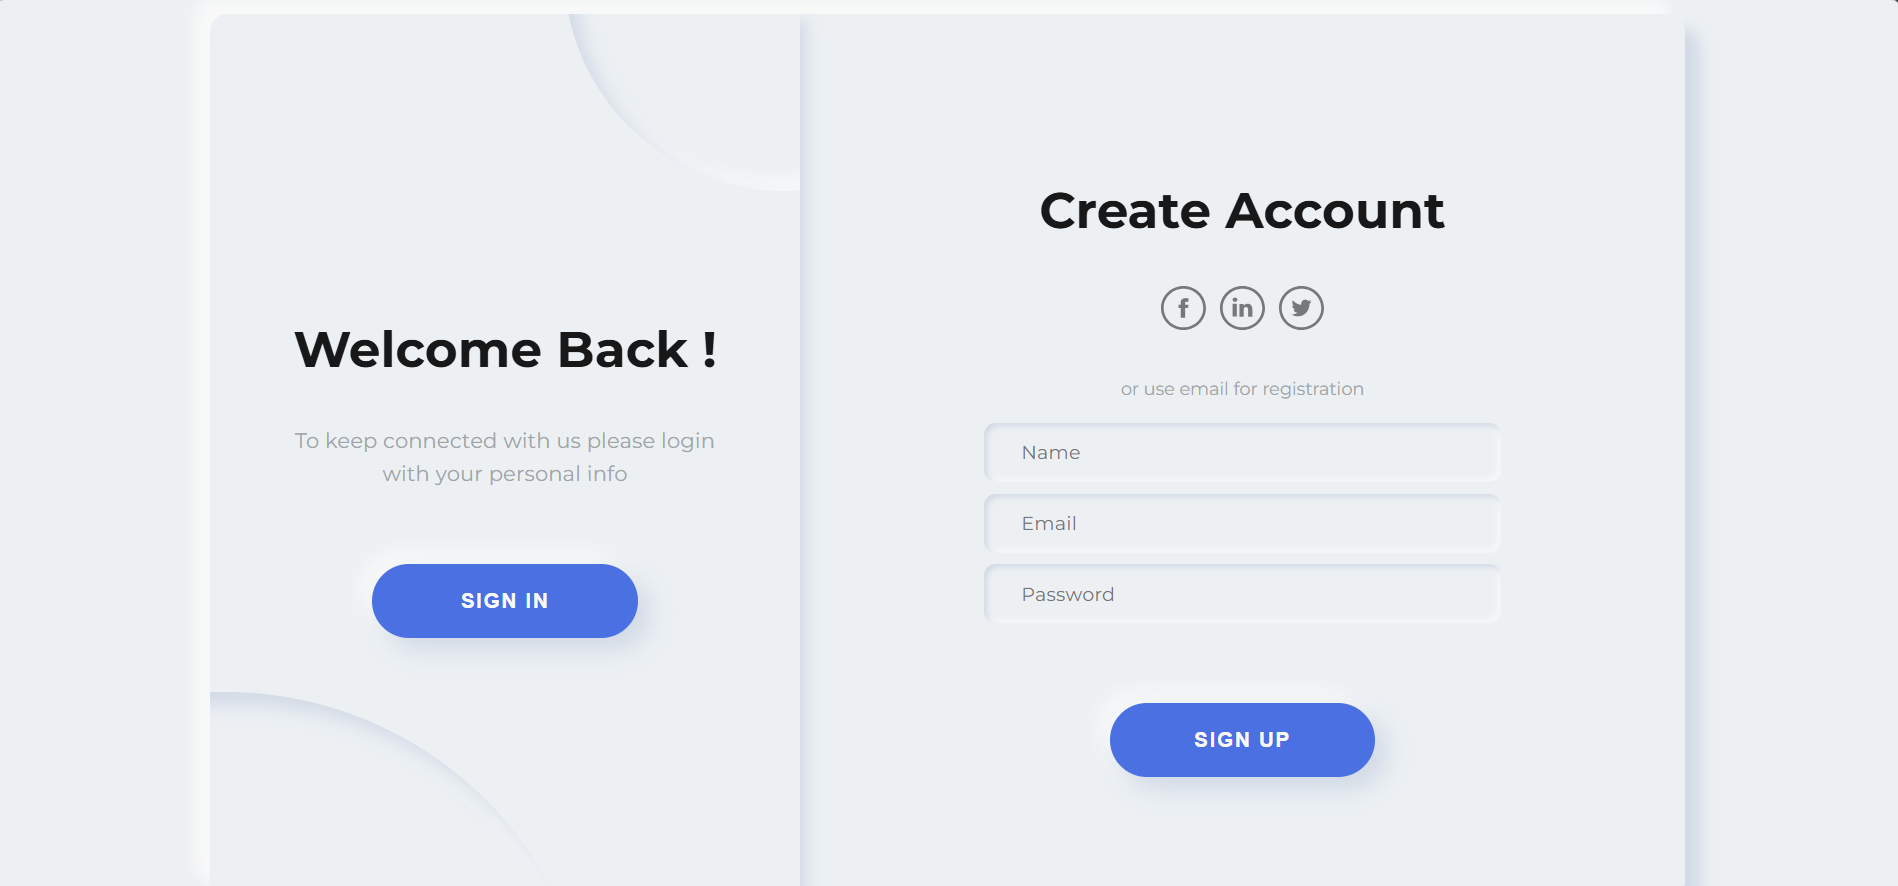 Welcome Back !
To keep connected with us please login
with your personal info
SIGN IN
Create Account
f in
or use email for registration
Name
Email
Password
SIGN UP